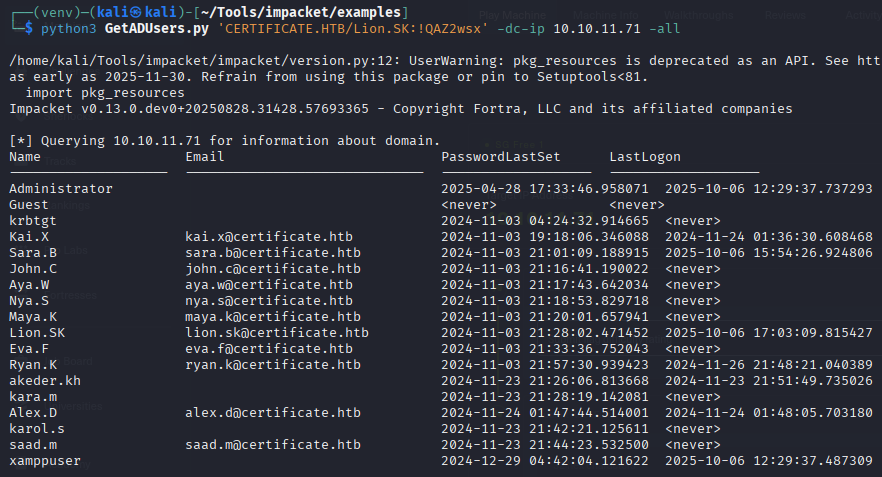 ┌──(venv)─(kali㉿kali)-[~/Tools/impacket/examples]
└─$ python3 GetADUsers.py 'CERTIFICATE.HTB/Lion.SK:!QAZ2wsx' -dc-ip 10.10.11.71 -all
/home/kali/Tools/impacket/impacket/version.py:12: UserWarning: pkg_resources is deprecated as an API. See htt
as early as 2025-11-30. Refrain from using this package or pin to Setuptools<81.
  import pkg_resources
Impacket v0.13.0.dev0+20250828.31428.57693365 - Copyright Fortra, LLC and its affiliated companies
[*] Querying 10.10.11.71 for information about domain.
Name                  Email                           PasswordLastSet      LastLogon
--------------------  ------------------------------  -------------------  -------------------
Administrator                                         2025-04-28 17:33:46.958071  2025-10-06 12:29:37.737293
Guest                                                 <never>              <never>
krbtgt                                                2024-11-03 04:24:32.914665  <never>
Kai.X                 kai.x@certificate.htb           2024-11-03 19:18:06.346088  2024-11-24 01:36:30.608468
Sara.B                sara.b@certificate.htb          2024-11-03 21:01:09.188915  2025-10-06 15:54:26.924806
John.C                john.c@certificate.htb          2024-11-03 21:16:41.190022  <never>
Aya.W                 aya.w@certificate.htb           2024-11-03 21:17:43.642034  <never>
Nya.S                 nya.s@certificate.htb           2024-11-03 21:18:53.829718  <never>
Maya.K                maya.k@certificate.htb          2024-11-03 21:20:01.657941  <never>
Lion.SK               lion.sk@certificate.htb         2024-11-03 21:28:02.471452  2025-10-06 17:03:09.815427
Eva.F                 eva.f@certificate.htb           2024-11-03 21:33:36.752043  <never>
Ryan.K                ryan.k@certificate.htb          2024-11-03 21:57:30.939423  2024-11-26 21:48:21.040389
akeder.kh                                             2024-11-23 21:26:06.813668  2024-11-23 21:51:49.735026
kara.m                                                2024-11-23 21:28:19.142081  <never>
Alex.D                alex.d@certificate.htb          2024-11-24 01:47:44.514001  2024-11-24 01:48:05.703180
karol.s                                               2024-11-23 21:42:21.125611  <never>
saad.m                saad.m@certificate.htb          2024-11-23 21:44:23.532500  <never>
xamppuser                                             2024-12-29 04:42:04.121622  2025-10-06 12:29:37.487309